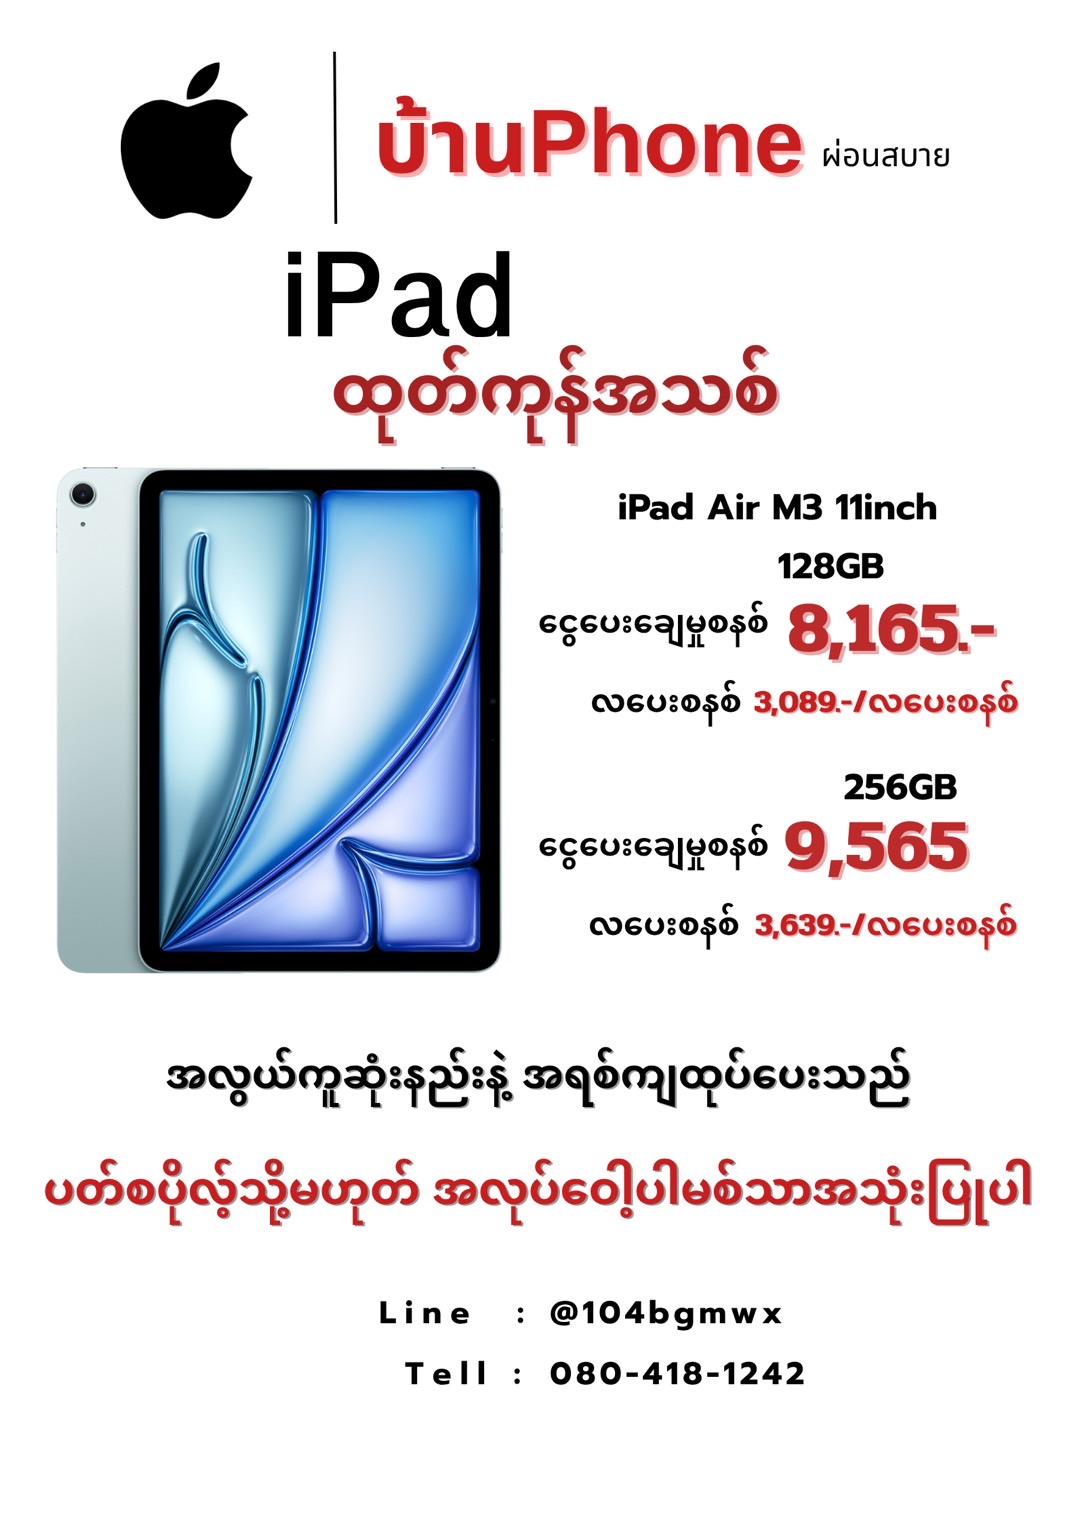 บ้านPhone ผ่อนสบาย
iPad
ထုတ်ကုန်အသစ်
iPad Air M3 11inch
128GB
ငွေပေးချေမှုစနစ် 8,165.-
လပေးစနစ် 3,089.-/လပေးစနစ်
256GB
ငွေပေးချေမှုစနစ် 9,565
လပေးစနစ် 3,639.-/လပေးစနစ်
အလွယ်ကူဆုံးနည်းနဲ့ အရစ်ကျထုပ်ပေးသည်
ပတ်စပိုလ့်သို့မဟုတ် အလုပ်ဝေါ့ပါမစ်သာအသုံးပြုပါ
Line : @104bgmwx
Tell : 080-418-1242